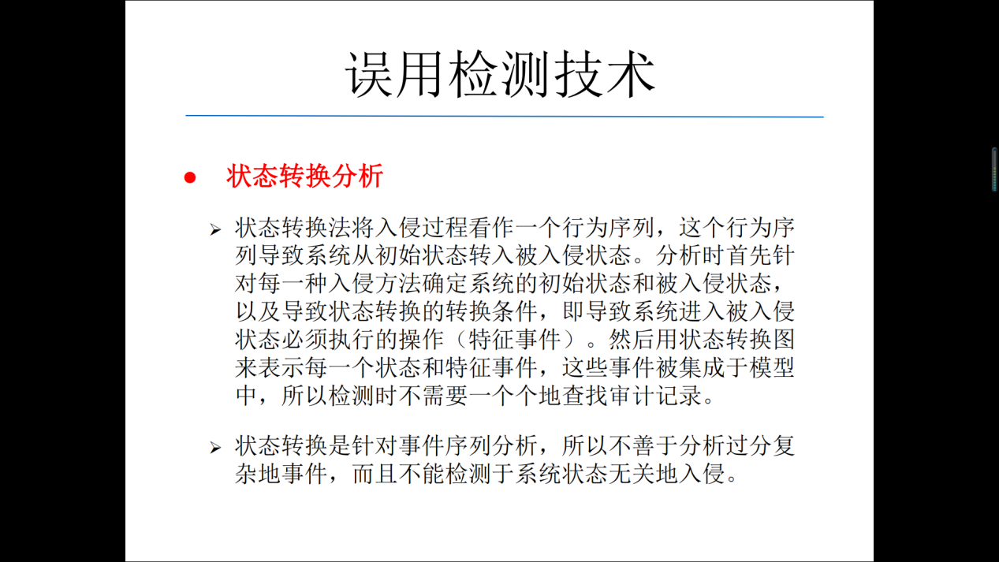 误用检测技术
状态转换分析
状态转换法将入侵过程看作一个行为序列，这个行为序
列导致系统从初始状态转入被入侵状态。分析时首先针
对每一种入侵方法确定系统的初始状态和被入侵状态，
以及导致状态转换的转换条件，即导致系统进入被入侵
状态必须执行的操作（特征事件）。然后用状态转换图
来表示每一个状态和特征事件，这些事件被集成于模型
中，所以检测时不需要一个个地查找审计记录。
状态转换是针对事件序列分析，所以不善于分析过分复
杂地事件，而且不能检测于系统状态无关地入侵。